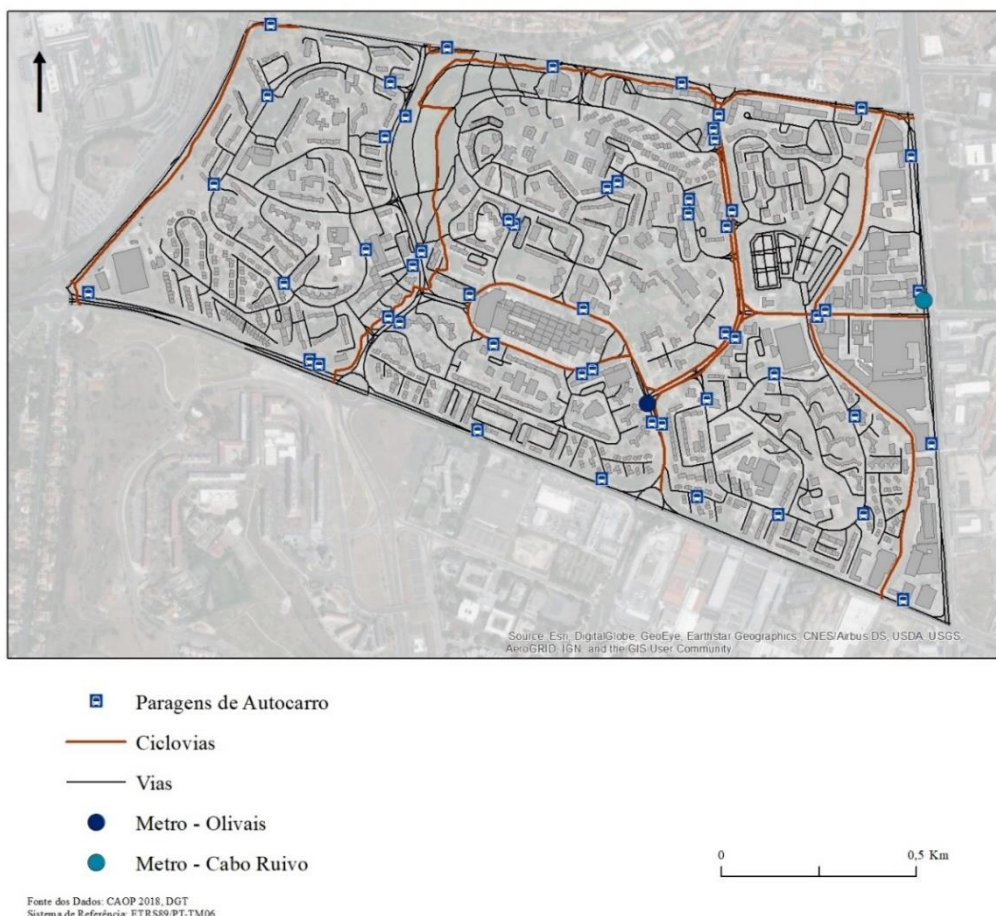 Source: Esri, DigitalGlobe, GeoEye, Earthstar Geographics, CNES/Airbus DS, USDA, USGS,
AeroGRID, IGN, and the GIS User Community
Paragens de Autocarro
Ciclovias
Vias
Metro - Olivais
Metro - Cabo Ruivo
0 0,5 Km
Fonte dos Dados: CAOP 2018, DGT
Sistema de Referência: ETRS89/PT-TM06